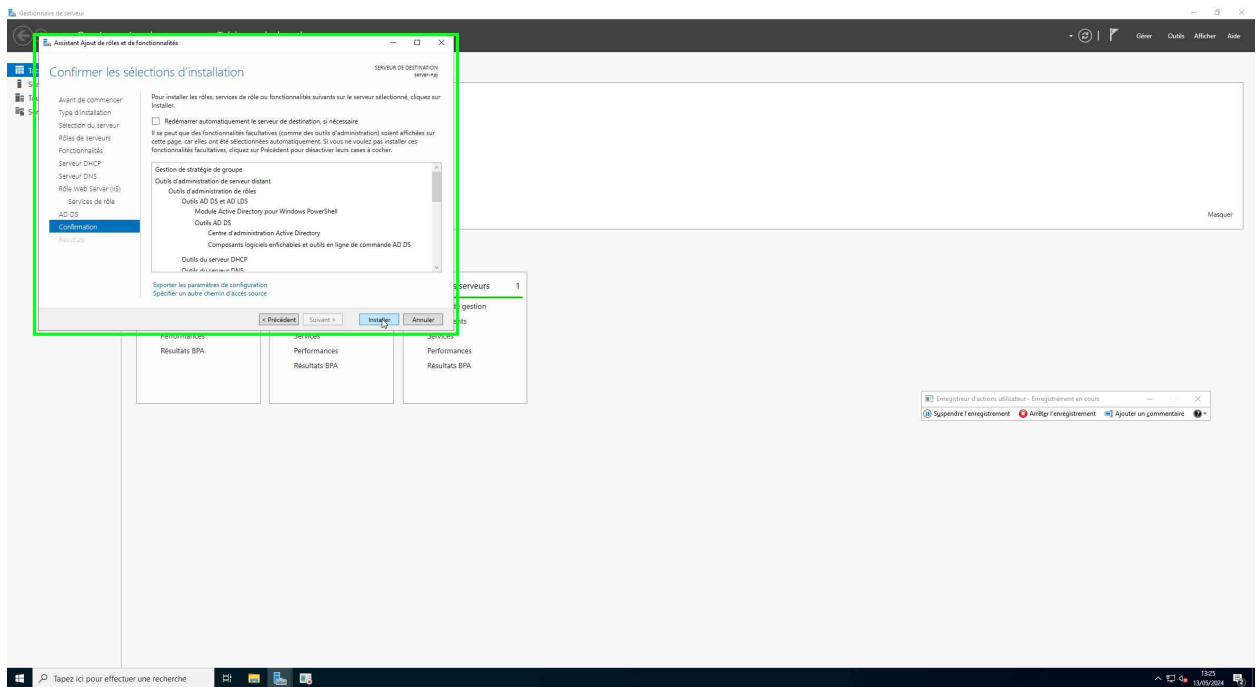 Gestionnaire de serveur
Gérer Outils Afficher Aide
Assistant Ajout de rôles et de fonctionnalités
Confirmer les sélections d'installation
SERVEUR DE DESTINATION
server-npj
Avant de commencer
Type d'installation
Sélection du serveur
Rôles de serveurs
Fonctionnalités
Serveur DHCP
Serveur DNS
Rôle Web Server (IIS)
Services de rôle
AD DS
Confirmation
Résultats
Pour installer les rôles, services de rôle ou fonctionnalités suivants sur le serveur sélectionné, cliquez sur
Installer.
Redémarrer automatiquement le serveur de destination, si nécessaire
Il se peut que des fonctionnalités facultatives (comme des outils d'administration) soient affichées sur
cette page, car elles ont été sélectionnées automatiquement. Si vous ne voulez pas installer ces
fonctionnalités facultatives, cliquez sur Précédent pour désactiver leurs cases à cocher.
Gestion de stratégie de groupe
Outils d'administration de serveur distant
Outils d'administration de rôles
Outils AD DS et AD LDS
Module Active Directory pour Windows PowerShell
Outils AD DS
Centre d'administration Active Directory
Composants logiciels enfichables et outils en ligne de commande AD DS
Outils du serveur DHCP
Outils du serveur DNS
Exporter les paramètres de configuration
Spécifier un autre chemin d'accès source
< Précédent Suivant > Installer Annuler
Masquer
serveurs 1
gestion
Performances Services Services
Résultats BPA Performances Performances
Résultats BPA Résultats BPA
Enregistreur d'actions utilisateur - Enregistrement en cours
Suspendre l'enregistrement Arrêter l'enregistrement Ajouter un commentaire
Tapez ici pour effectuer une recherche
13:25
13/05/2024